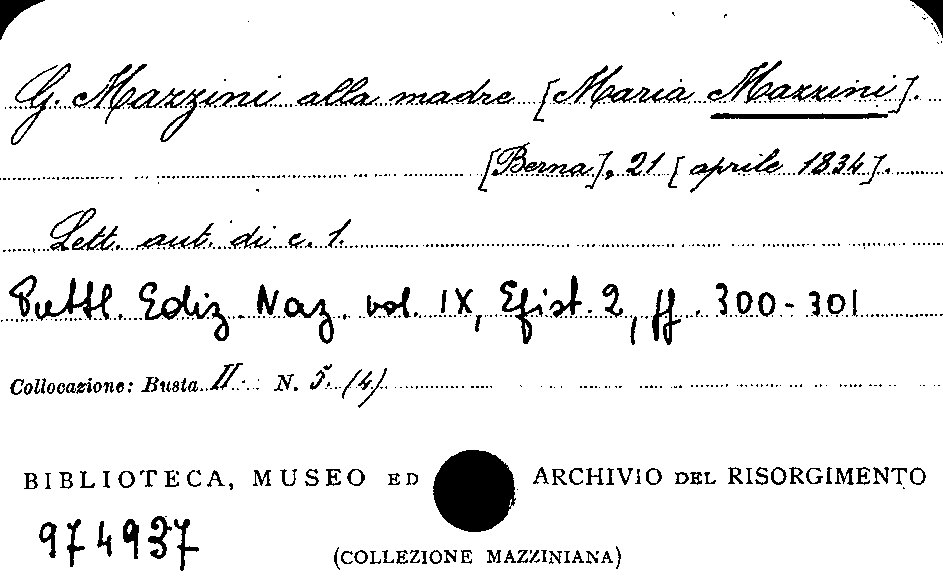 G. Mazzini alla madre [Maria Mazzini].
[Berna], 21 [aprile 1834].
Lett. aut. di c. 1.
Pubbl. Ediz. Naz. vol. IX, Epist. 2, pp. 300-301
Collocazione: Busta II N. 5. (4)
BIBLIOTECA, MUSEO ED ARCHIVIO DEL RISORGIMENTO
974937
(COLLEZIONE MAZZINIANA)